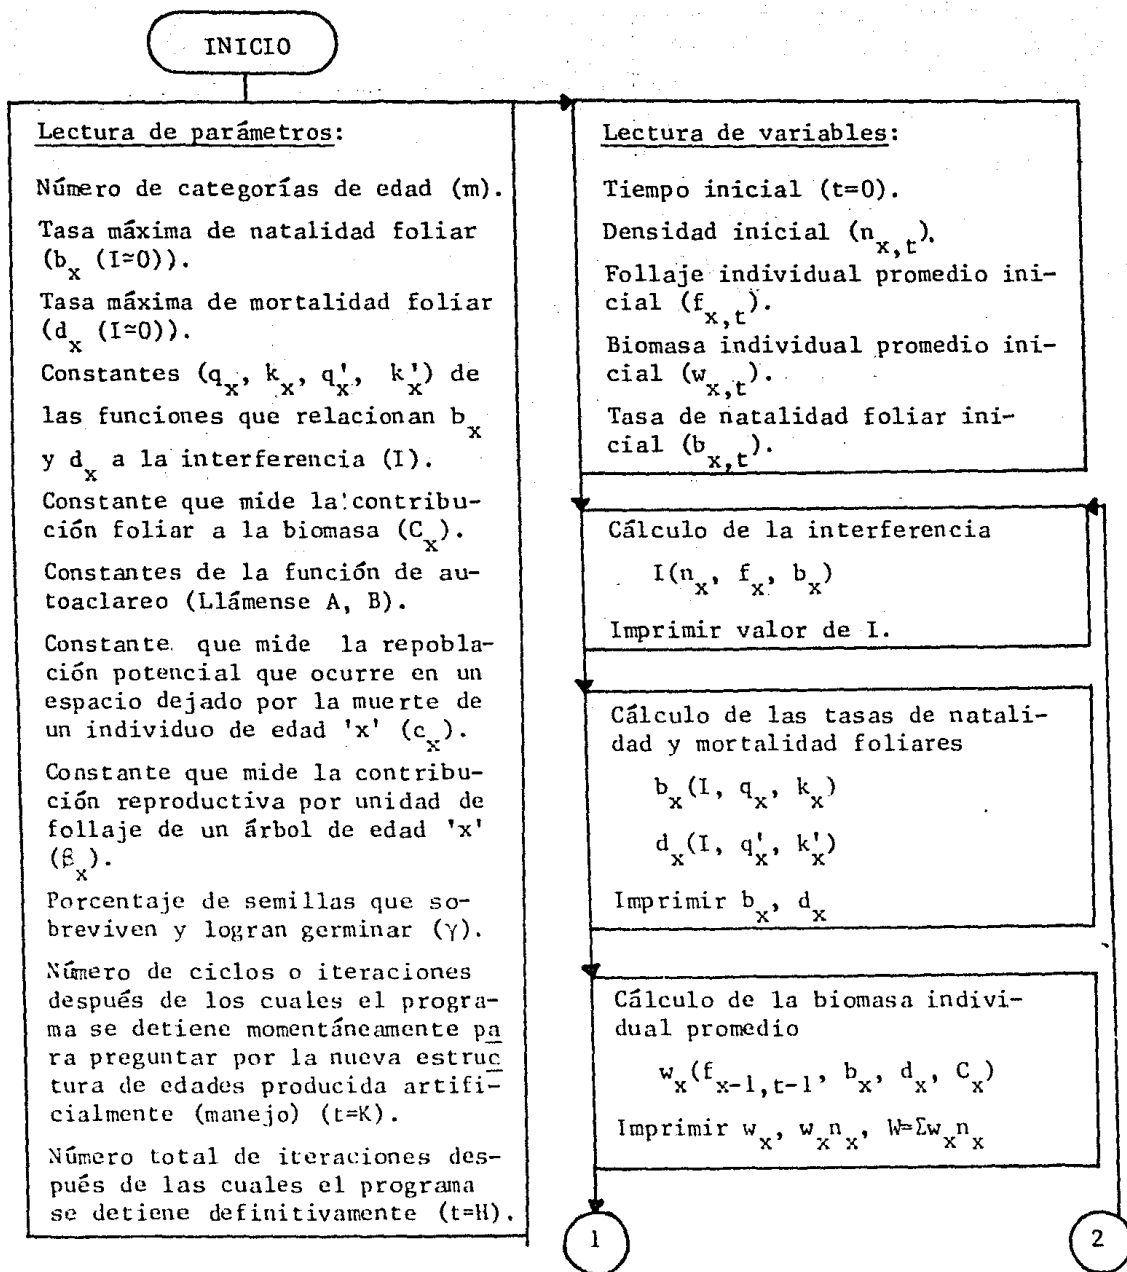 INICIO
Lectura de parámetros:
Número de categorías de edad (m).
Tasa máxima de natalidad foliar
(b_x (I≃0)).
Tasa máxima de mortalidad foliar
(d_x (I≃0)).
Constantes (q_x, k_x, q'_x, k'_x) de
las funciones que relacionan b_x
y d_x a la interferencia (I).
Constante que mide la contribu-
ción foliar a la biomasa (C_x).
Constantes de la función de au-
toaclareo (Llámense A, B).
Constante que mide la repobla-
ción potencial que ocurre en un
espacio dejado por la muerte de
un individuo de edad 'x' (c_x).
Constante que mide la contribu-
ción reproductiva por unidad de
follaje de un árbol de edad 'x'
(β_x).
Porcentaje de semillas que so-
breviven y logran germinar (γ).
Número de ciclos o iteraciones
después de los cuales el progra-
ma se detiene momentáneamente pa
ra preguntar por la nueva estruc
tura de edades producida artifi-
cialmente (manejo) (t=K).
Número total de iteraciones des-
pués de las cuales el programa
se detiene definitivamente (t=H).
Lectura de variables:
Tiempo inicial (t=0).
Densidad inicial (n_x,t).
Follaje individual promedio ini-
cial (f_x,t).
Biomasa individual promedio ini-
cial (w_x,t).
Tasa de natalidad foliar ini-
cial (b_x,t).
Cálculo de la interferencia
I(n_x, f_x, b_x)
Imprimir valor de I.
Cálculo de las tasas de natali-
dad y mortalidad foliares
b_x(I, q_x, k_x)
d_x(I, q'_x, k'_x)
Imprimir b_x, d_x
Cálculo de la biomasa indivi-
dual promedio
w_x(f_x-1,t-1, b_x, d_x, C_x)
Imprimir w_x, w_x n_x, W=Σw_x n_x
1
2